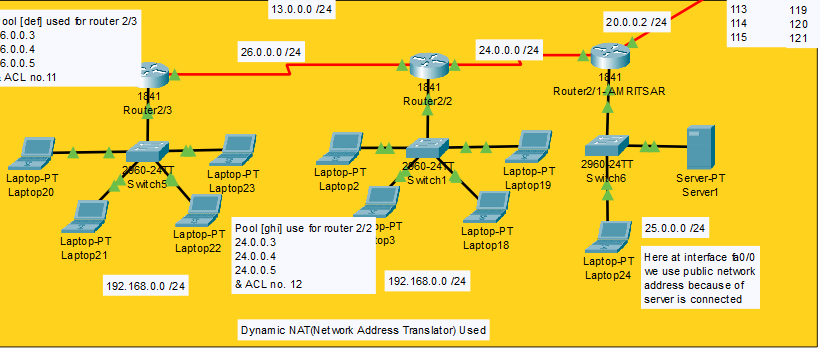 13.0.0.0 /24
113 119
114 120
115 121
ool [def] used for router 2/3
6.0.0.3
6.0.0.4
6.0.0.5
& ACL no.11
20.0.0.2 /24
26.0.0.0 /24
24.0.0.0 /24
1841
Router2/3
1841
Router2/2
1841
Router2/1-AMRITSAR
Laptop-PT
Laptop20
2960-24TT
Switch5
Laptop-PT
Laptop23
Laptop-PT
Laptop21
Laptop-PT
Laptop22
Laptop-PT
Laptop2
2960-24TT
Switch1
Laptop-PT
Laptop19
top3
Laptop-PT
Laptop18
2960-24TT
Switch6
Server-PT
Server1
Laptop-PT
Laptop24
Pool [ghi] use for router 2/2
24.0.0.3
24.0.0.4
24.0.0.5
& ACL no. 12
25.0.0.0 /24
Here at interface fa0/0
we use public network
address because of
server is connected
192.168.0.0 /24
192.168.0.0 /24
Dynamic NAT(Network Address Translator) Used